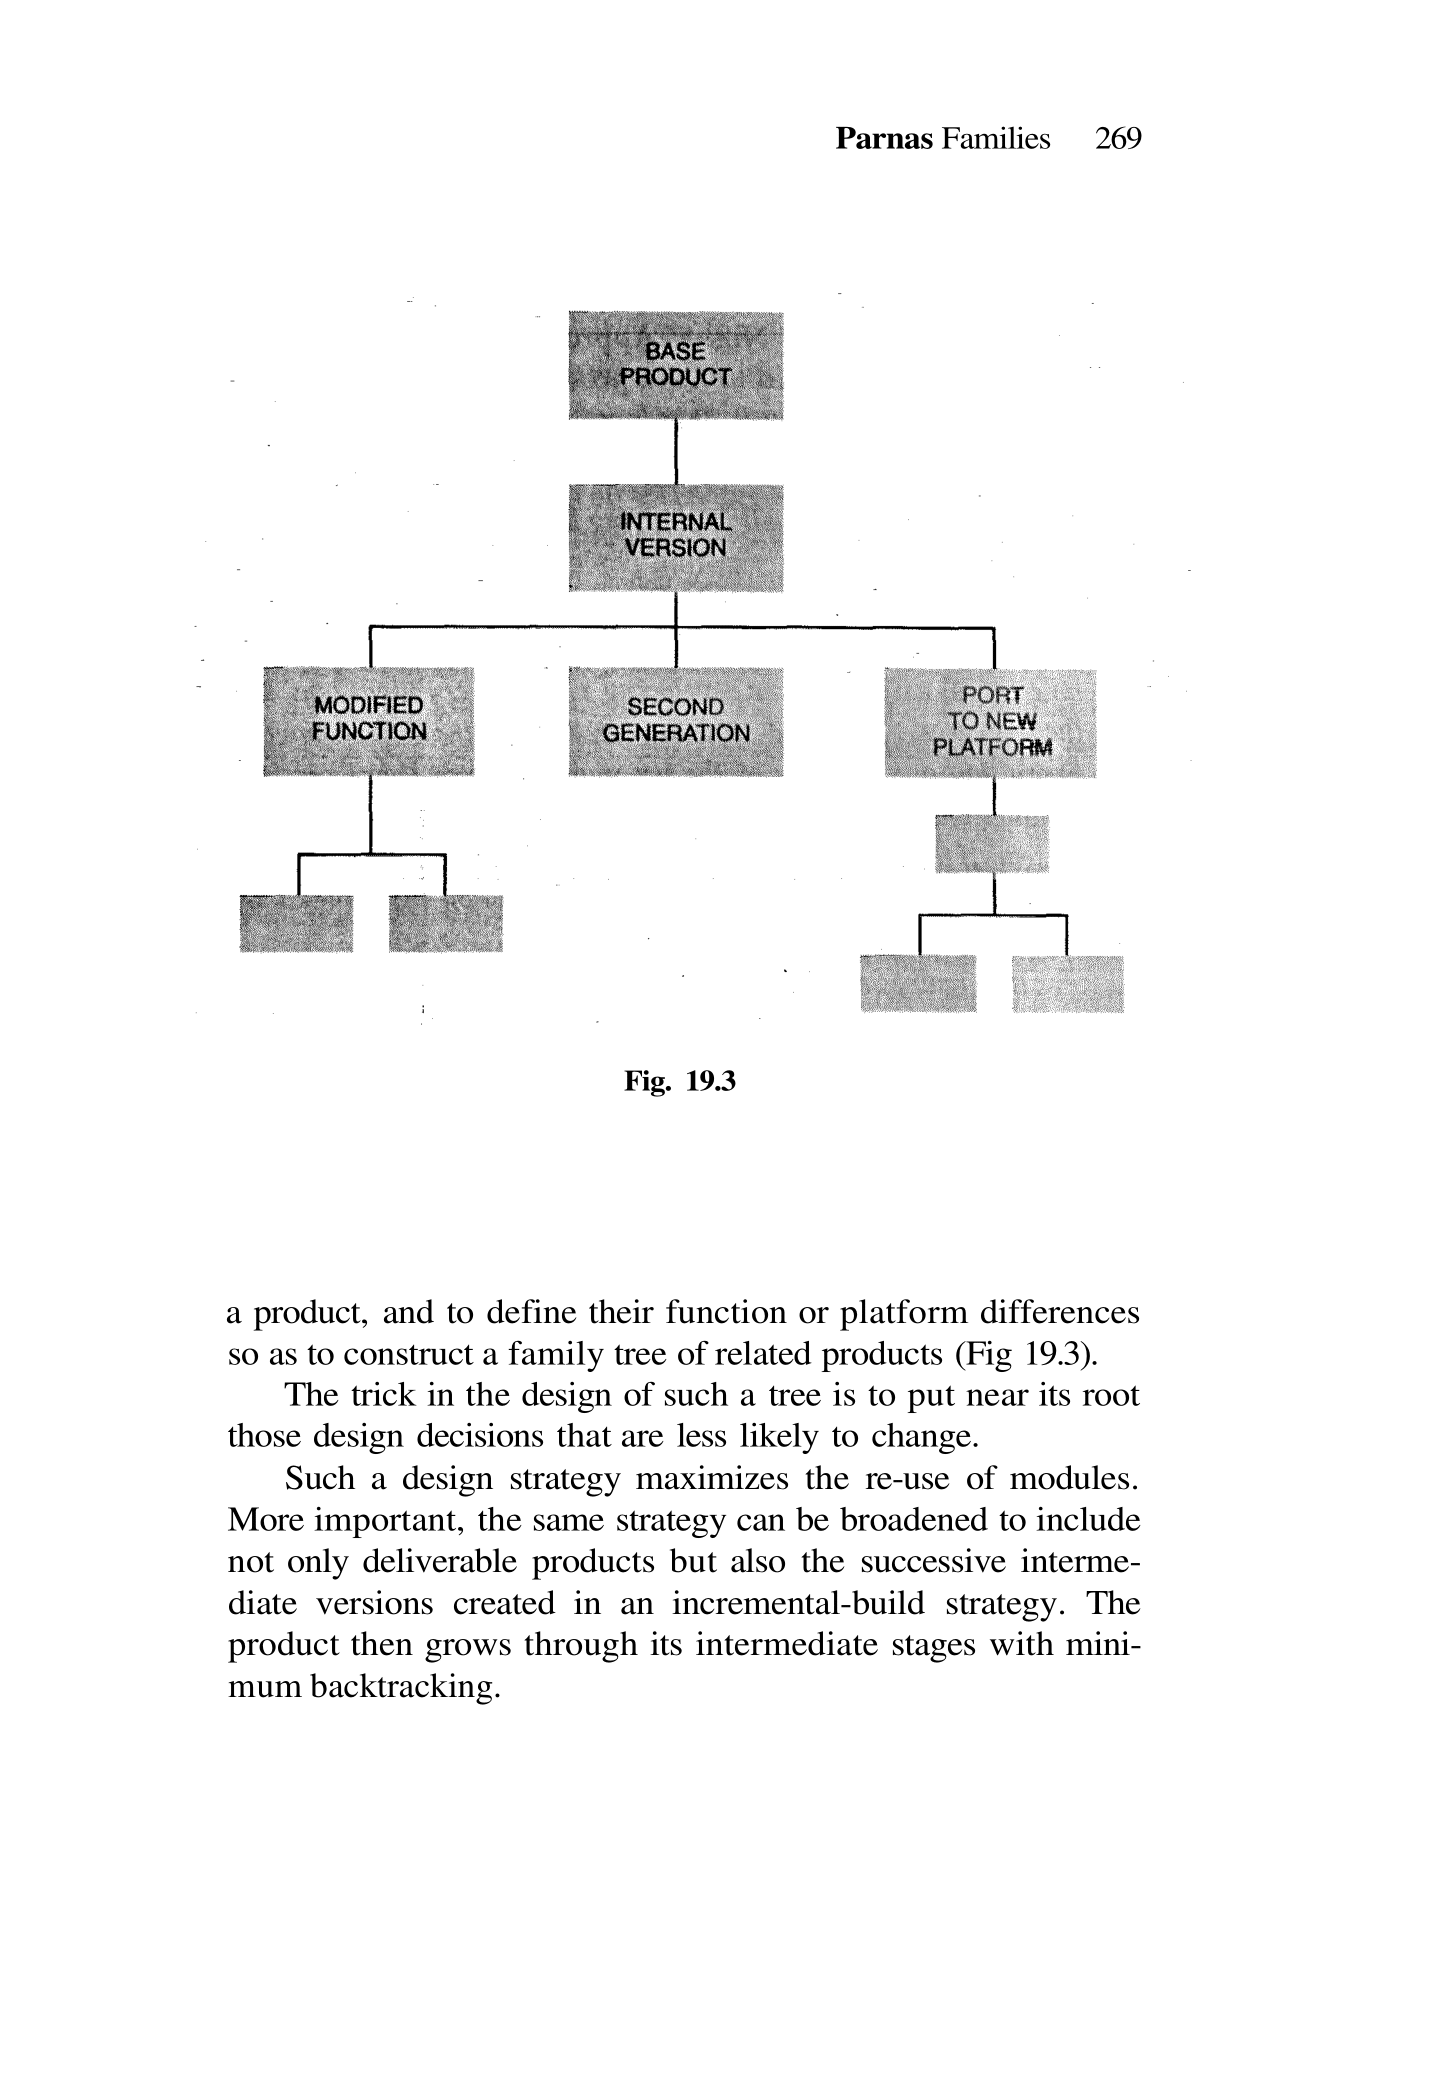 Parnas Families 269
BASE
PRODUCT
INTERNAL
VERSION
MODIFIED
FUNCTION
SECOND
GENERATION
PORT
TO NEW
PLATFORM
Fig. 19.3
a product, and to define their function or platform differences
so as to construct a family tree of related products (Fig 19.3).
The trick in the design of such a tree is to put near its root
those design decisions that are less likely to change.
Such a design strategy maximizes the re-use of modules.
More important, the same strategy can be broadened to include
not only deliverable products but also the successive interme-
diate versions created in an incremental-build strategy. The
product then grows through its intermediate stages with mini-
mum backtracking.